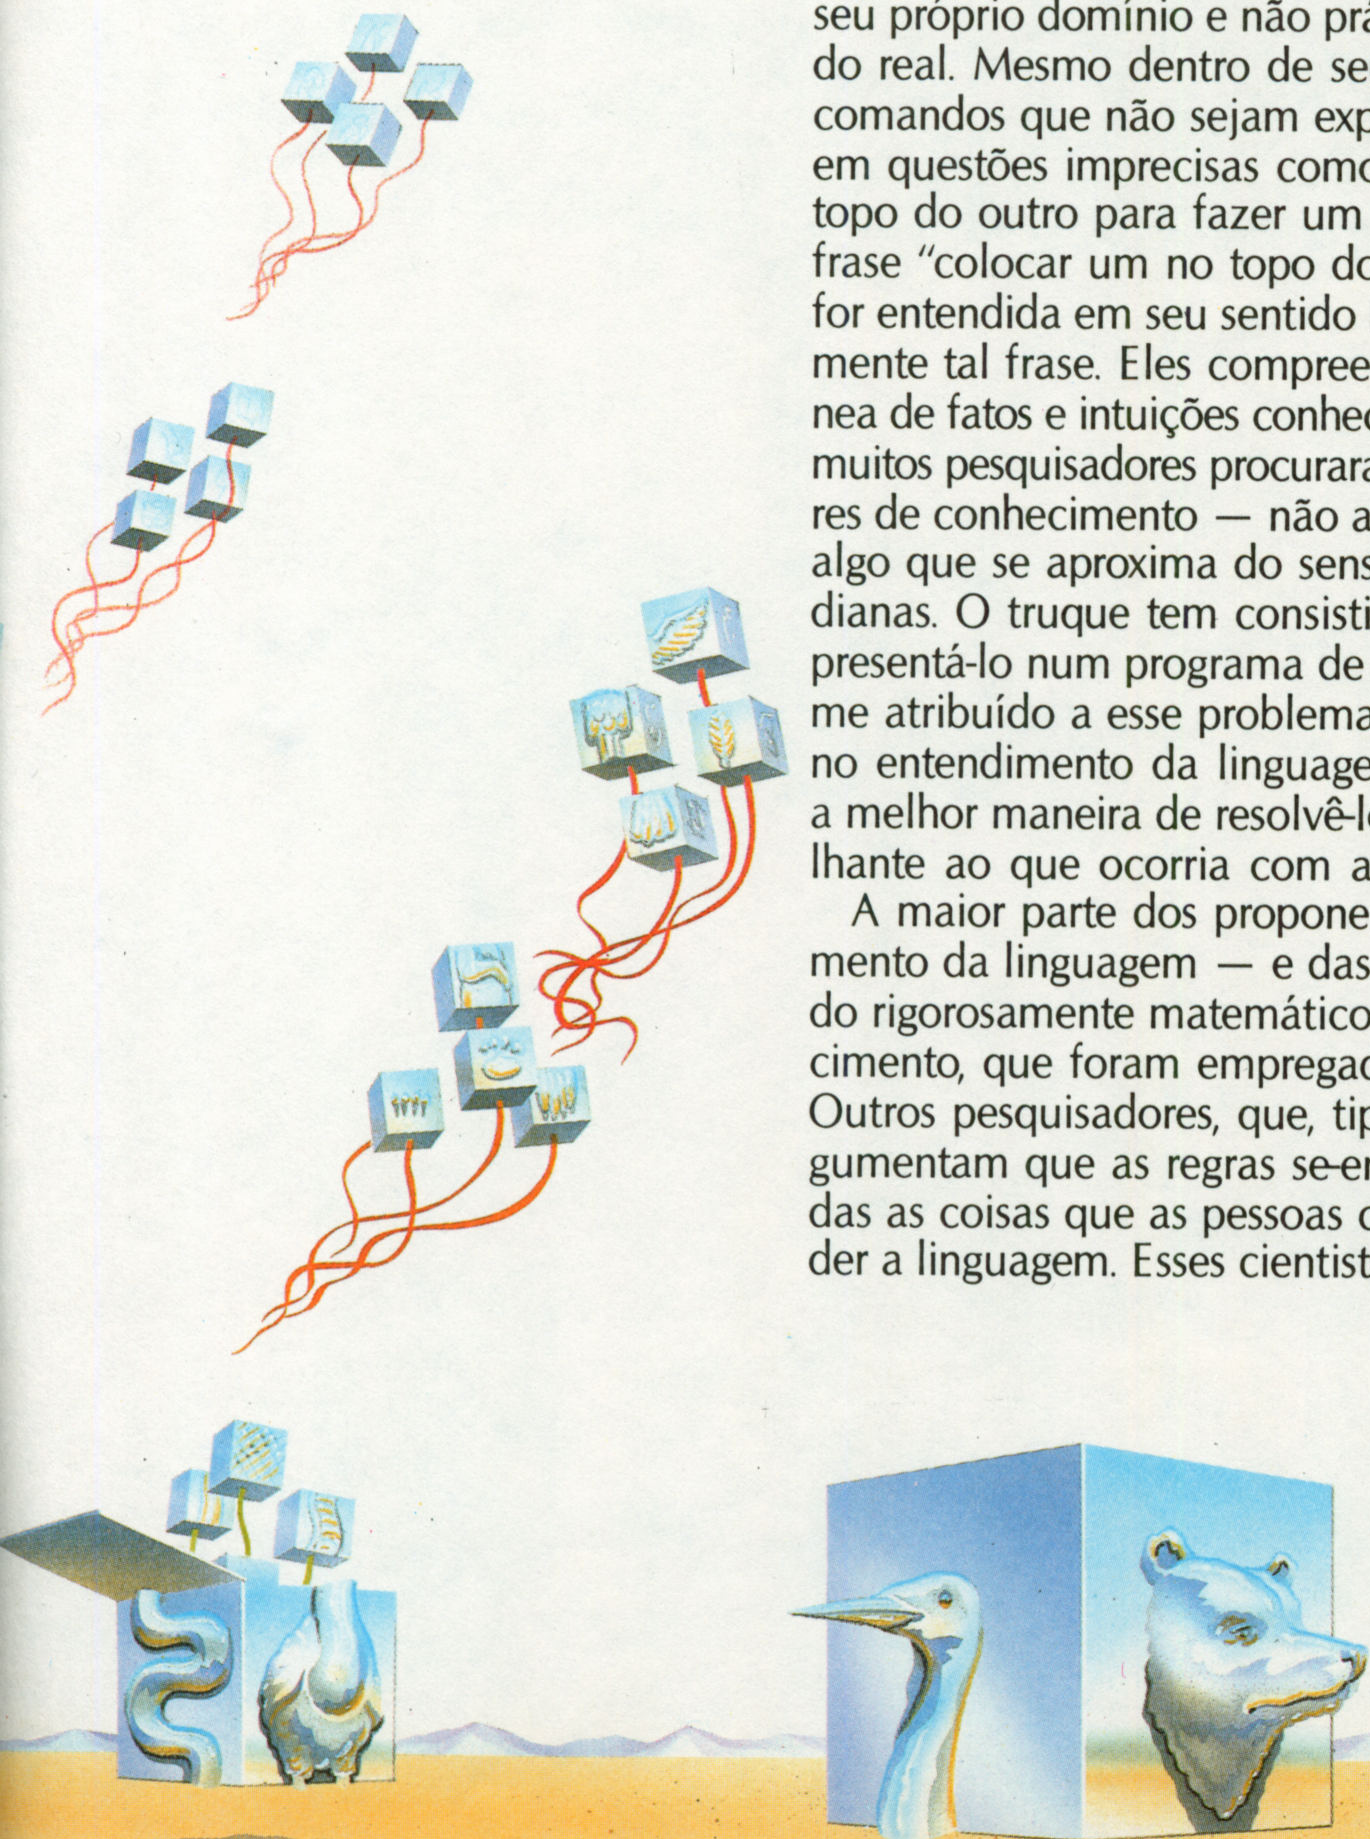 seu próprio domínio e não prá
do real. Mesmo dentro de se
comandos que não sejam exp
em questões imprecisas como
topo do outro para fazer um
frase “colocar um no topo do
for entendida em seu sentido
mente tal frase. Eles compree
nea de fatos e intuições conhec
muitos pesquisadores procurara
res de conhecimento — não a
algo que se aproxima do sens
dianas. O truque tem consisti
presentá-lo num programa de
me atribuído a esse problema
no entendimento da linguage
a melhor maneira de resolvê-lo
lhante ao que ocorria com a
A maior parte dos propone
mento da linguagem — e das
do rigorosamente matemático
cimento, que foram empregad
Outros pesquisadores, que, tip
gumentam que as regras se-en
das as coisas que as pessoas
der a linguagem. Esses cientist